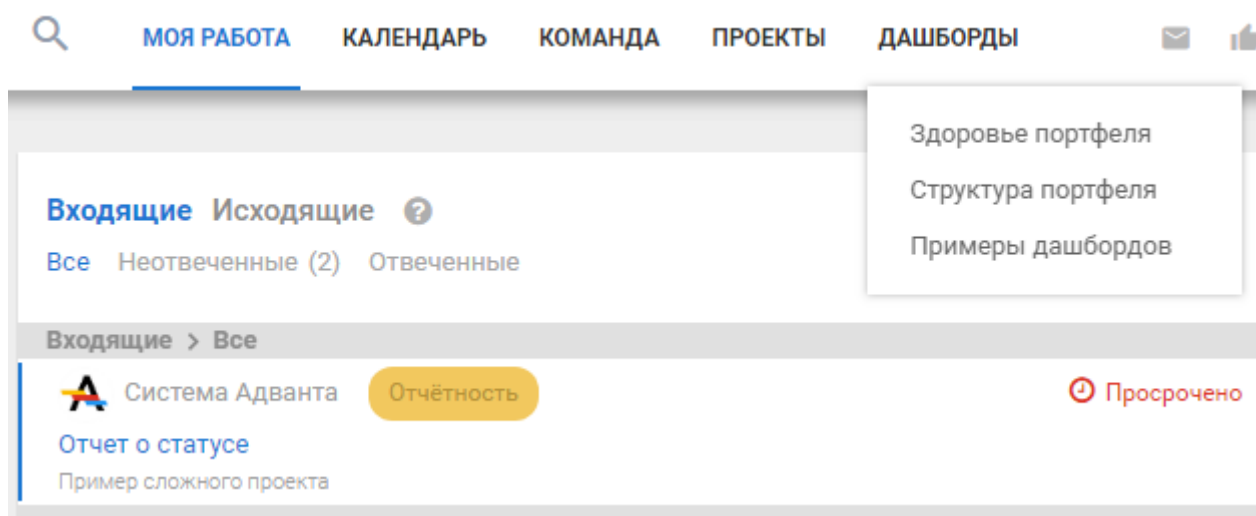 МОЯ РАБОТА КАЛЕНДАРЬ КОМАНДА ПРОЕКТЫ ДАШБОРДЫ
Здоровье портфеля
Структура портфеля
Примеры дашбордов
Входящие Исходящие ?
Все Неотвеченные (2) Отвеченные
Входящие > Все
Система Адванта Отчётность Просрочено
Отчет о статусе
Пример сложного проекта